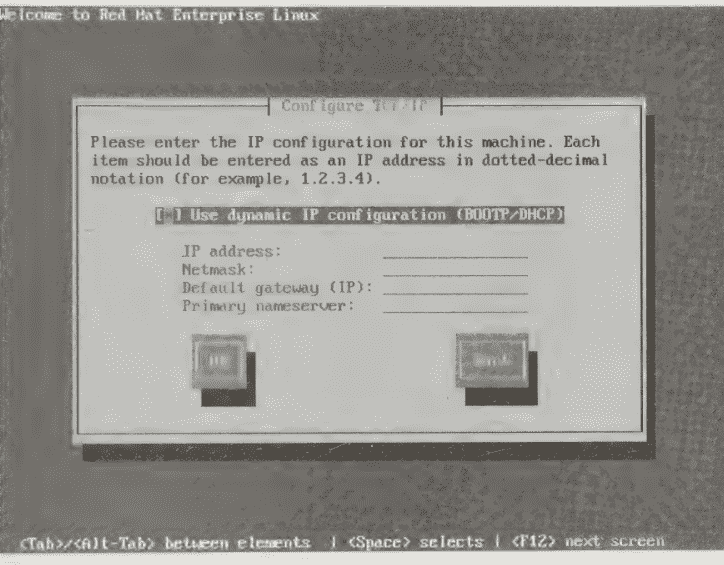 Welcome to Red Hat Enterprise Linux
Configure TCP/IP
Please enter the IP configuration for this machine. Each
item should be entered as an IP address in dotted-decimal
notation (for example, 1.2.3.4).
[*] Use dynamic IP configuration (BOOTP/DHCP)
IP address:
Netmask:
Default gateway (IP):
Primary nameserver:
OK Back
<Tab>/<Alt-Tab> between elements | <Space> selects | <F12> next screen